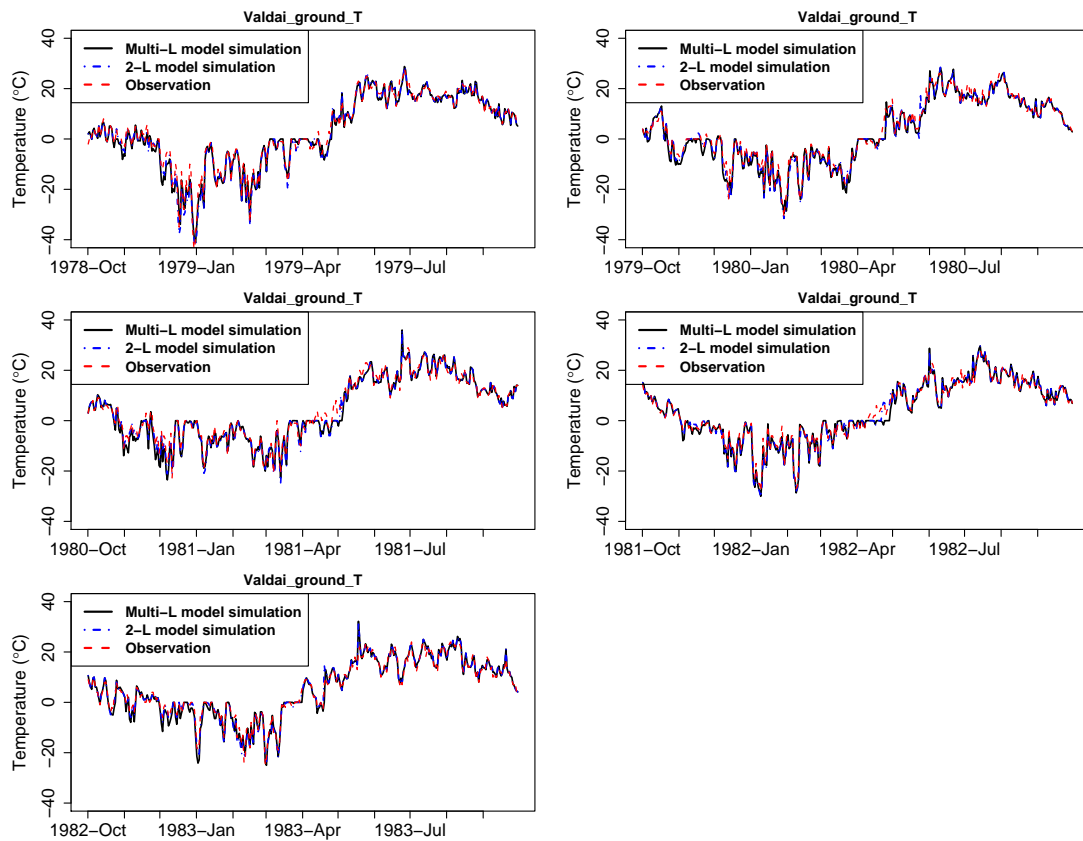 Valdai_ground_T
Temperature (°C)
40
20
0
−20
−40
Multi−L model simulation
2−L model simulation
Observation
1978−Oct 1979−Jan 1979−Apr 1979−Jul
Valdai_ground_T
Temperature (°C)
40
20
0
−20
−40
Multi−L model simulation
2−L model simulation
Observation
1979−Oct 1980−Jan 1980−Apr 1980−Jul
Valdai_ground_T
Temperature (°C)
40
20
0
−20
−40
Multi−L model simulation
2−L model simulation
Observation
1980−Oct 1981−Jan 1981−Apr 1981−Jul
Valdai_ground_T
Temperature (°C)
40
20
0
−20
−40
Multi−L model simulation
2−L model simulation
Observation
1981−Oct 1982−Jan 1982−Apr 1982−Jul
Valdai_ground_T
Temperature (°C)
40
20
0
−20
−40
Multi−L model simulation
2−L model simulation
Observation
1982−Oct 1983−Jan 1983−Apr 1983−Jul